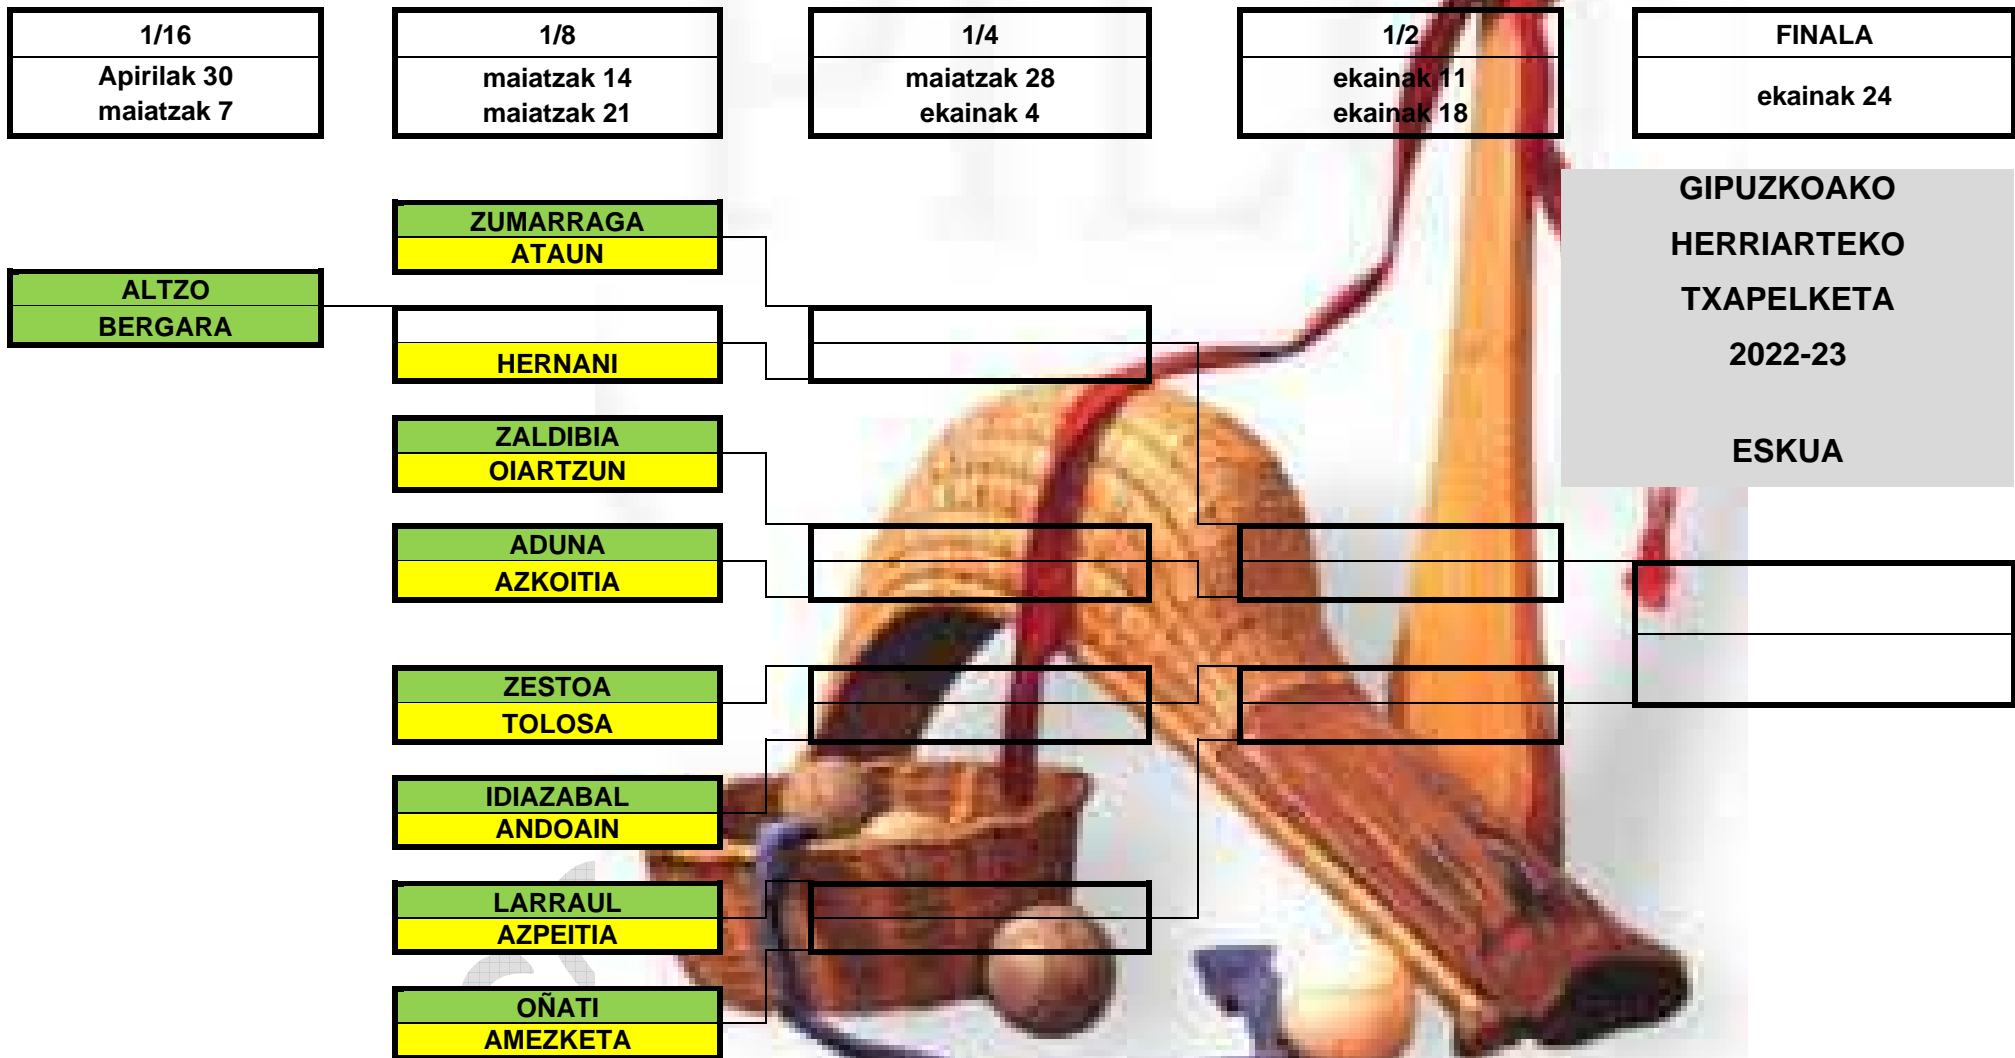 1/16
Apirilak 30
maiatzak 7
1/8
maiatzak 14
maiatzak 21
1/4
maiatzak 28
ekainak 4
1/2
ekainak 11
ekainak 18
FINALA
ekainak 24
GIPUZKOAKO
HERRIARTEKO
TXAPELKETA
2022-23
ESKUA
ALTZO
BERGARA
ZUMARRAGA
ATAUN
HERNANI
ZALDIBIA
OIARTZUN
ADUNA
AZKOITIA
ZESTOA
TOLOSA
IDIAZABAL
ANDOAIN
LARRAUL
AZPEITIA
OÑATI
AMEZKETA